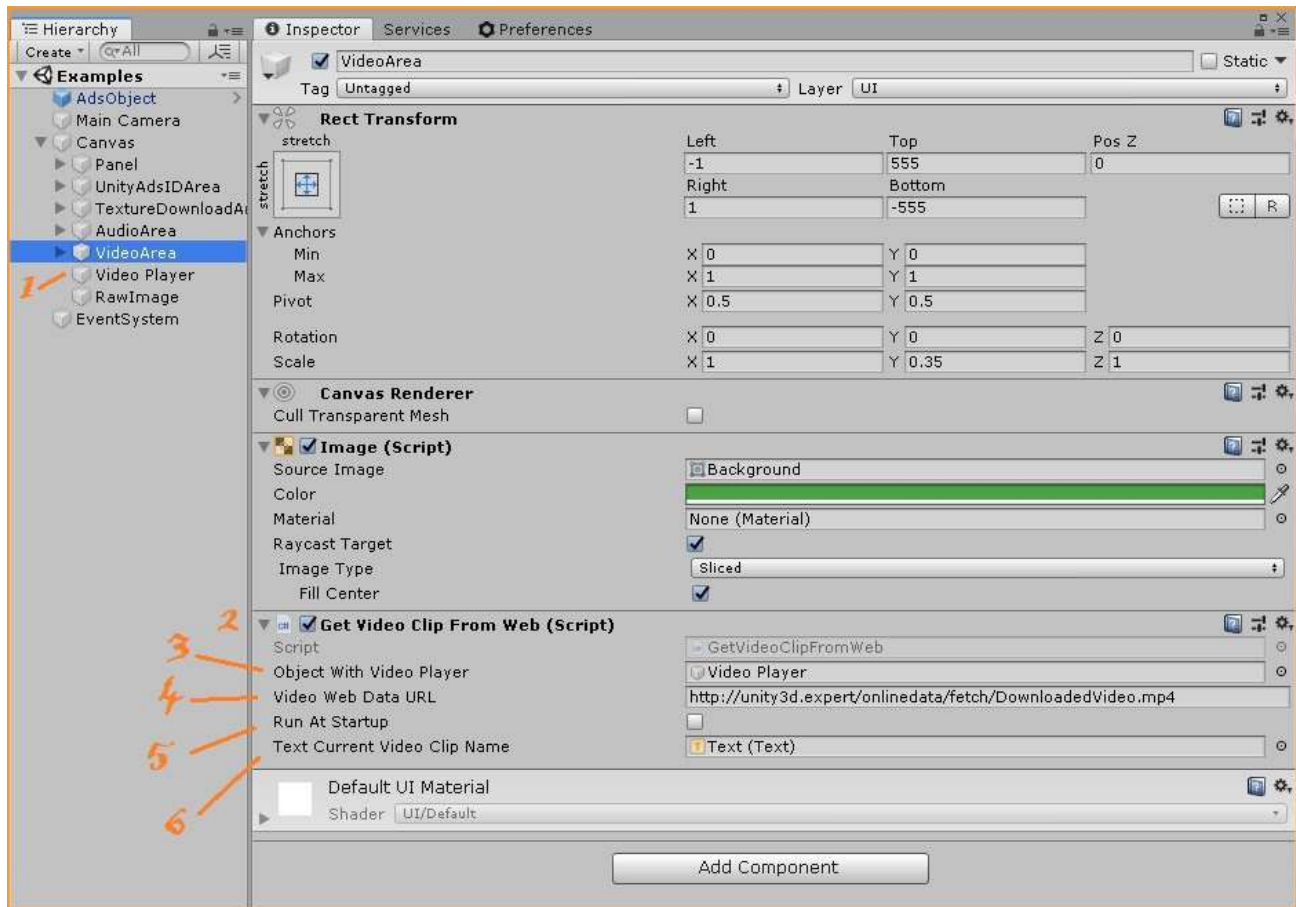 Hierarchy
Create All
Examples
AdsObject
Main Camera
Canvas
Panel
UnityAdsIDArea
TextureDownloadA
AudioArea
VideoArea
1 Video Player
RawImage
EventSystem
Inspector Services Preferences
VideoArea Static
Tag Untagged Layer UI
Rect Transform
stretch Left Top Pos Z
stretch -1 555 0
Right Bottom
1 -555 R
Anchors
Min X 0 Y 0
Max X 1 Y 1
Pivot X 0.5 Y 0.5
Rotation X 0 Y 0 Z 0
Scale X 1 Y 0.35 Z 1
Canvas Renderer
Cull Transparent Mesh
Image (Script)
Source Image Background
Color
Material None (Material)
Raycast Target
Image Type Sliced
Fill Center
2 C# Get Video Clip From Web (Script)
Script GetVideoClipFromWeb
3 Object With Video Player Video Player
4 Video Web Data URL http://unity3d.expert/onlinedata/fetch/DownloadedVideo.mp4
5 Run At Startup
6 Text Current Video Clip Name Text (Text)
Default UI Material
Shader UI/Default
Add Component